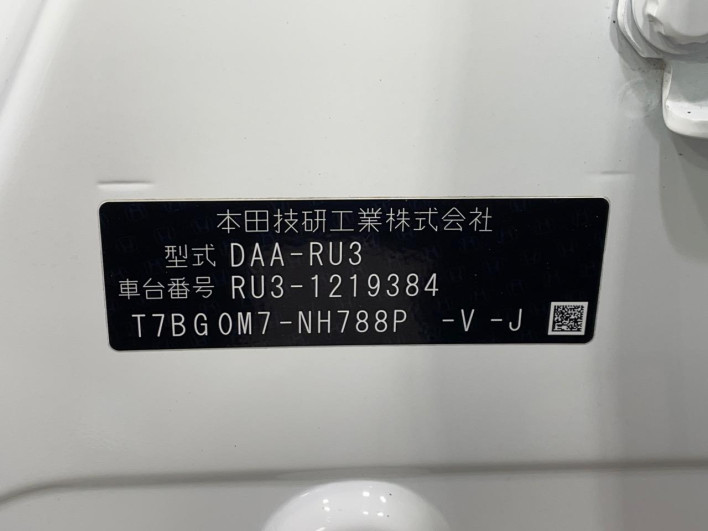 本田技研工業株式会社
型式 DAA-RU3
車台番号 RU3-1219384
T7BG0M7-NH788P -V -J